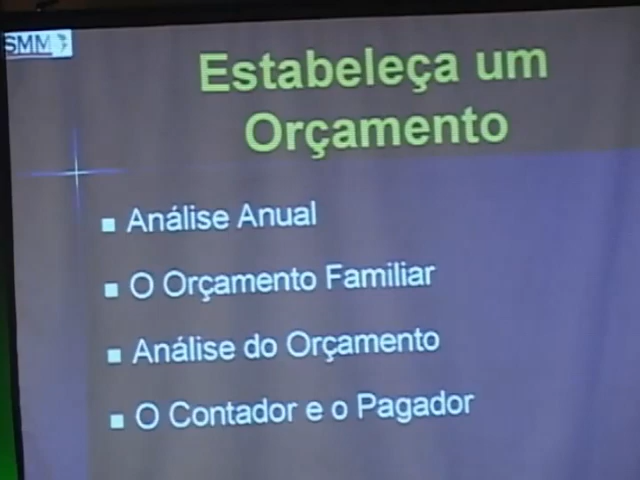 SMM
Estabeleça um
Orçamento
Análise Anual
O Orçamento Familiar
Análise do Orçamento
O Contador e o Pagador